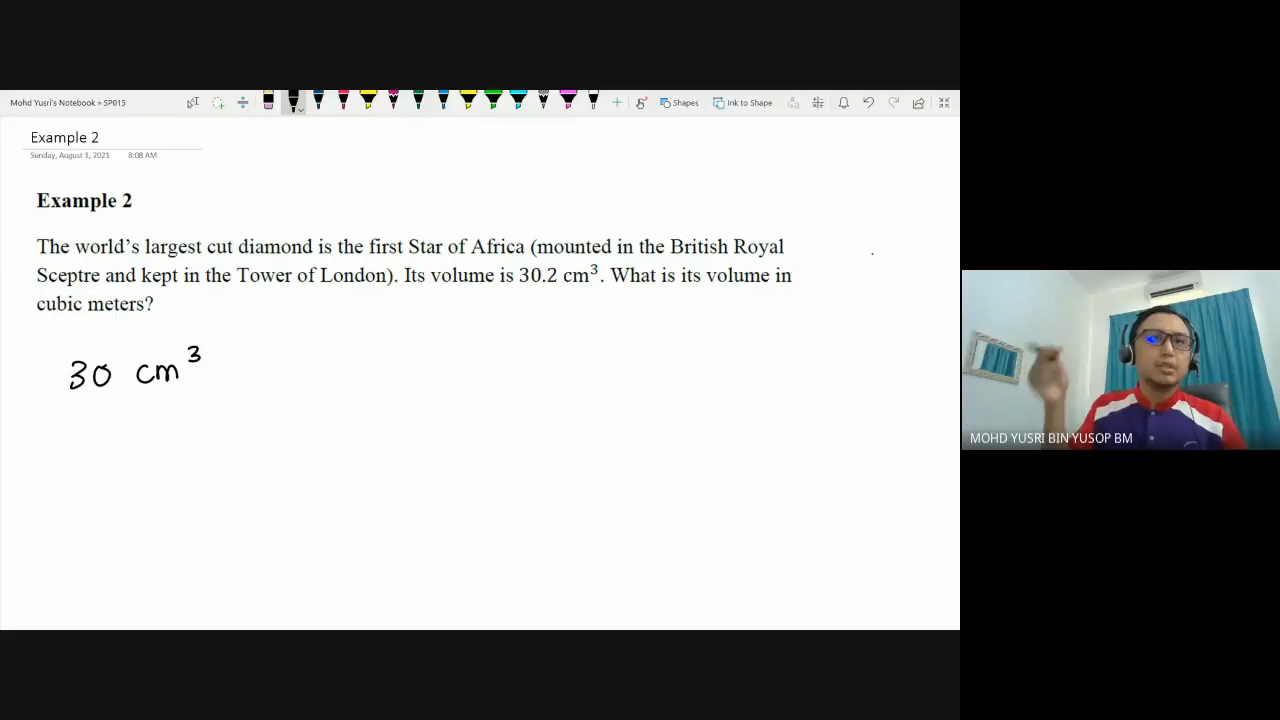 Mohd Yusri's Notebook » SP015
Shapes
Ink to Shape
Example 2
Sunday, August 1, 2021 8:08 AM
Example 2
The world's largest cut diamond is the first Star of Africa (mounted in the British Royal
Sceptre and kept in the Tower of London). Its volume is 30.2 cm³. What is its volume in
cubic meters?
30 cm³
MOHD YUSRI BIN YUSOP BM